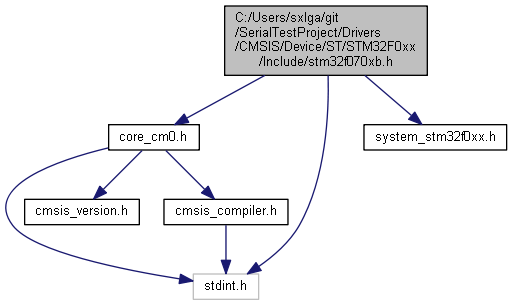 C:/Users/sxlga/git
/SerialTestProject/Drivers
/CMSIS/Device/ST/STM32F0xx
/Include/stm32f070xb.h
core_cm0.h
system_stm32f0xx.h
cmsis_version.h
cmsis_compiler.h
stdint.h